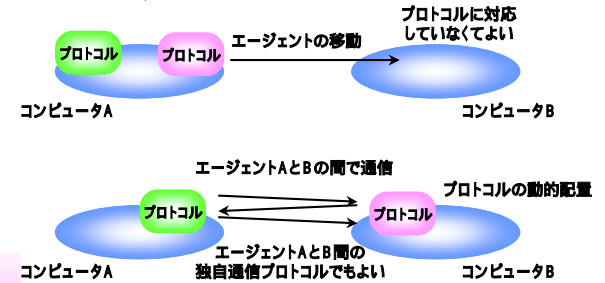 プロトコルに対応
していなくてよい
エージェントの移動
プロトコル
プロトコル
コンピュータA
コンピュータB
エージェントAとBの間で通信
プロトコルの動的配置
プロトコル
プロトコル
エージェントAとB間の
独自通信プロトコルでもよい
コンピュータA
コンピュータB